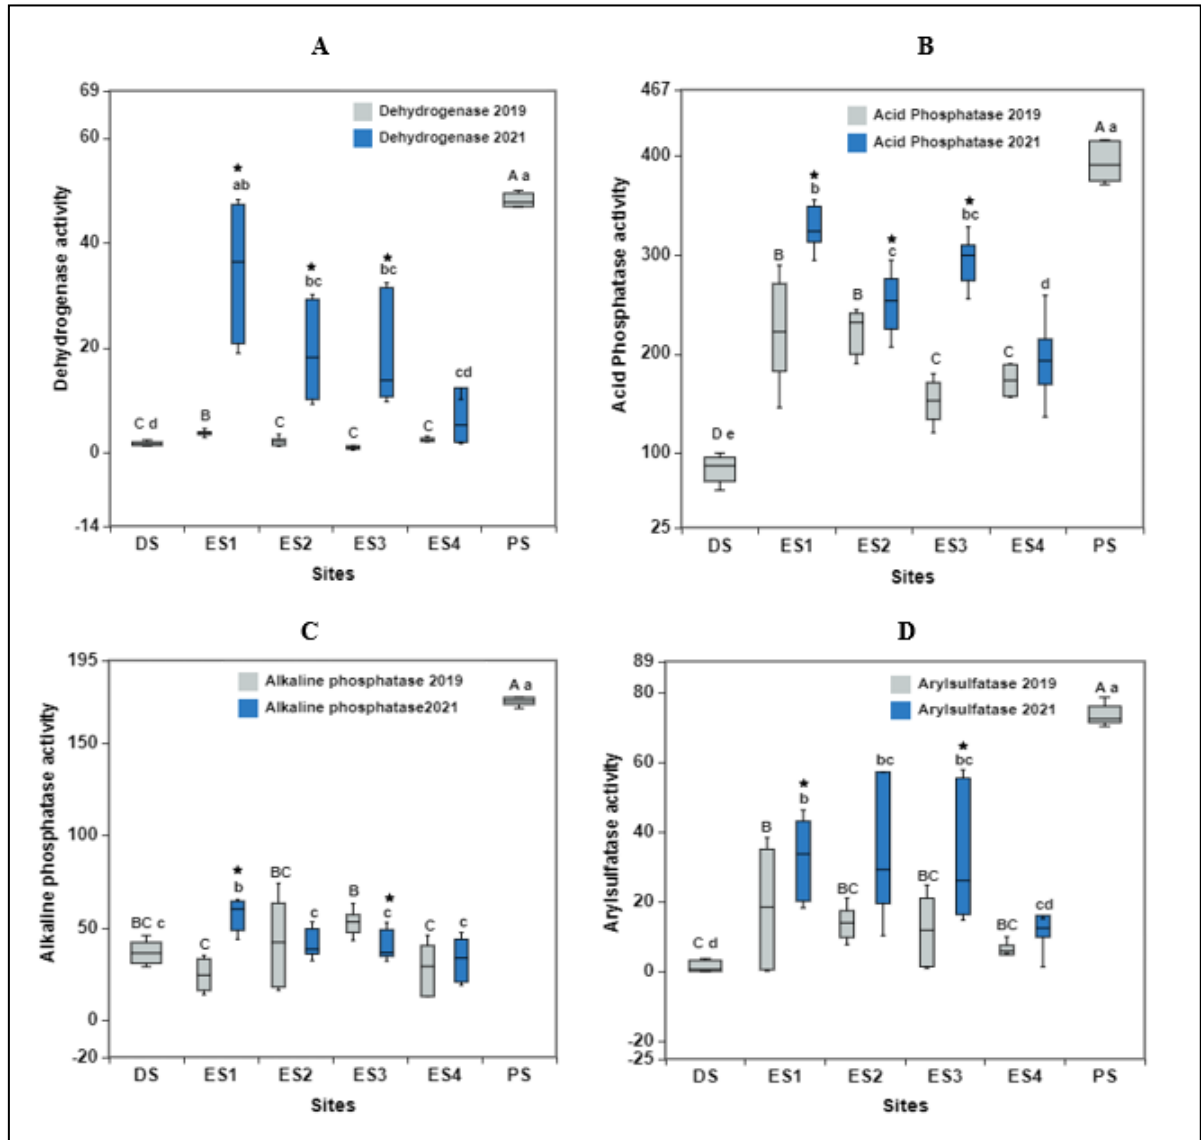 A
69
60
40
20
0
-14
Dehydrogenase activity
Dehydrogenase 2019
Dehydrogenase 2021
C d
B
★
ab
C
★
bc
C
★
bc
C
cd
A a
DS ES1 ES2 ES3 ES4 PS
Sites
B
467
400
300
200
100
25
Acid Phosphatase activity
Acid Phosphatase 2019
Acid Phosphatase 2021
D e
B
★
b
B
★
c
C
★
bc
C
d
A a
DS ES1 ES2 ES3 ES4 PS
Sites
C
195
150
100
50
0
-20
Alkaline phosphatase activity
Alkaline phosphatase 2019
Alkaline phosphatase2021
BC c
C
★
b
BC
c
B
★
c
C
c
A a
DS ES1 ES2 ES3 ES4 PS
Sites
D
89
80
60
40
20
0
-20
-25
Arylsulfatase activity
Arylsulfatase 2019
Arylsulfatase 2021
C d
B
★
b
BC
bc
BC
★
bc
BC
cd
A a
DS ES1 ES2 ES3 ES4 PS
Sites